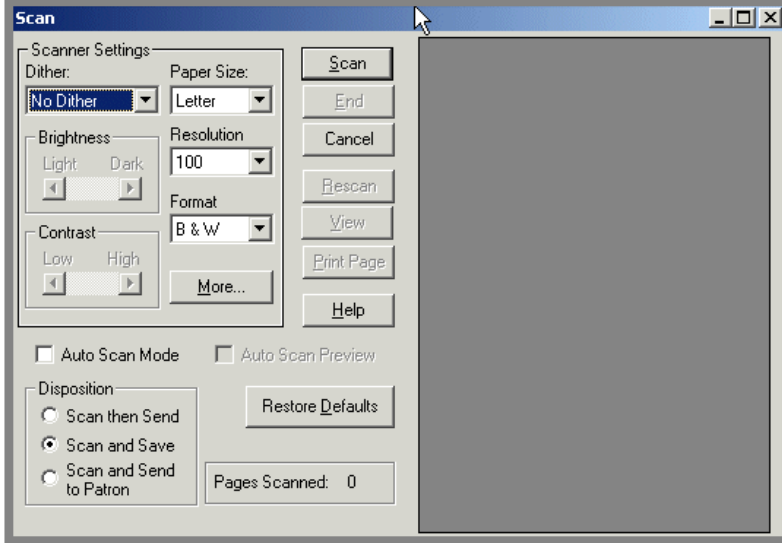 Scan
Scanner Settings
Dither:
Paper Size:
No Dither
Letter
Brightness
Light Dark
Resolution
100
Format
B & W
Contrast
Low High
More...
Scan
End
Cancel
Rescan
View
Print Page
Help
Auto Scan Mode
Auto Scan Preview
Disposition
Scan then Send
Scan and Save
Scan and Send
to Patron
Restore Defaults
Pages Scanned: 0